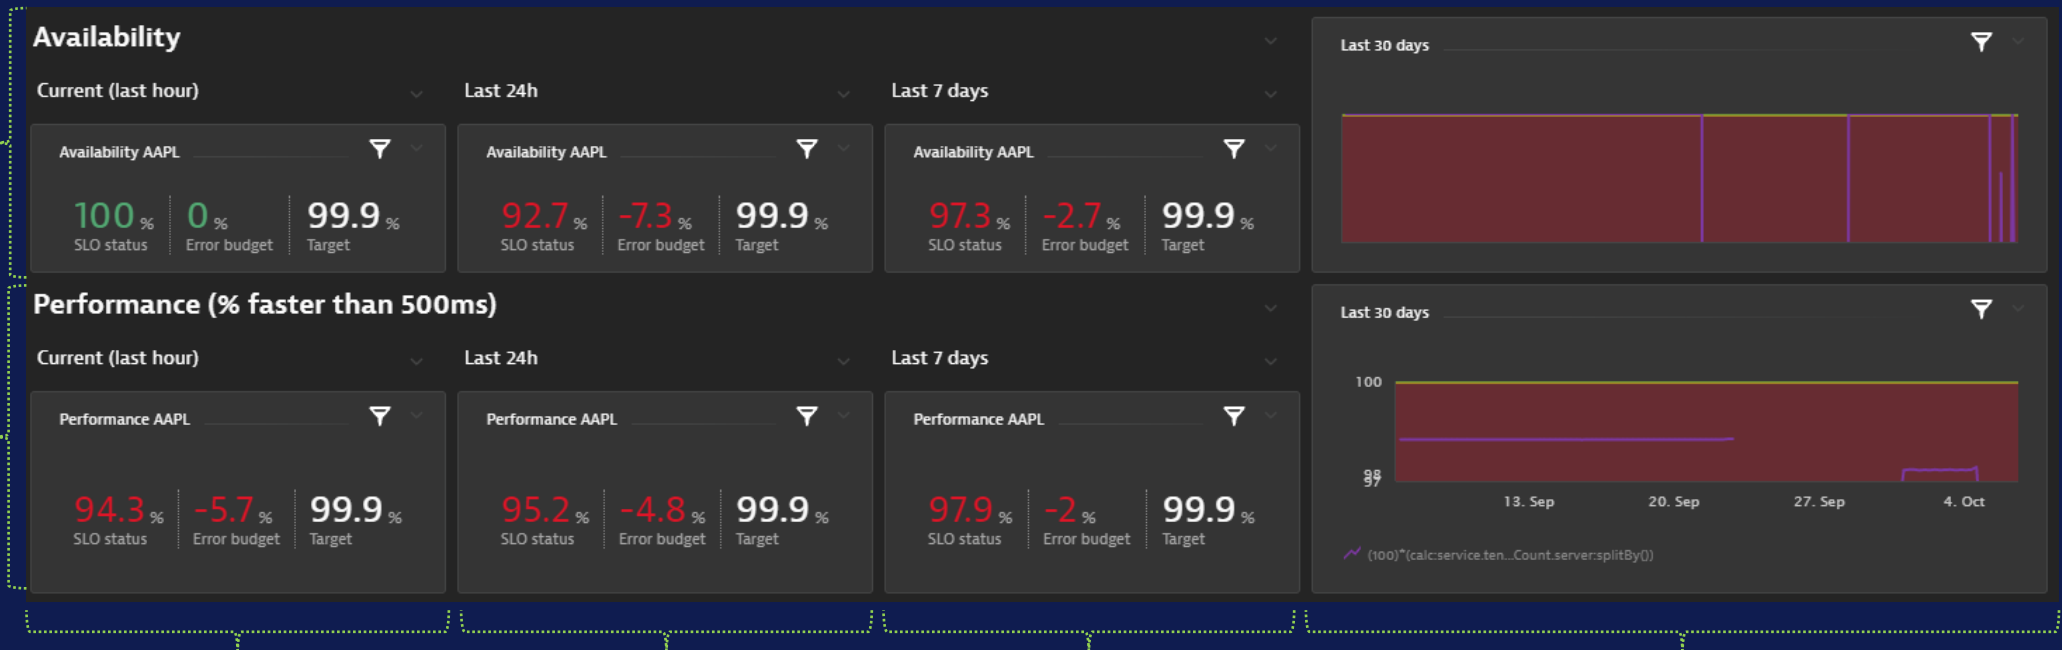 Availability
Current (last hour)
Last 24h
Last 7 days
Availability AAPL
100 %
SLO status
0 %
Error budget
99.9 %
Target
Availability AAPL
92.7 %
SLO status
-7.3 %
Error budget
99.9 %
Target
Availability AAPL
97.3 %
SLO status
-2.7 %
Error budget
99.9 %
Target
Last 30 days
Performance (% faster than 500ms)
Current (last hour)
Last 24h
Last 7 days
Performance AAPL
94.3 %
SLO status
-5.7 %
Error budget
99.9 %
Target
Performance AAPL
95.2 %
SLO status
-4.8 %
Error budget
99.9 %
Target
Performance AAPL
97.9 %
SLO status
-2 %
Error budget
99.9 %
Target
Last 30 days
100
98
97
13. Sep
20. Sep
27. Sep
4. Oct
(100)*(calc:service.ten...Count.server:splitBy())